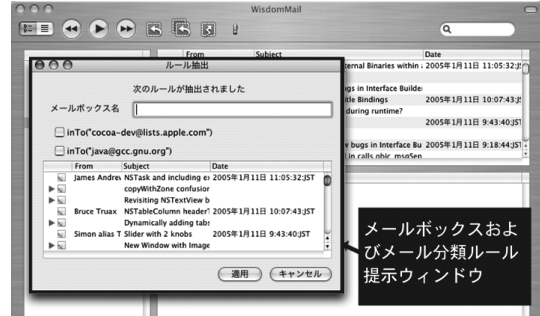 WisdomMail
From Subject Date
ルール抽出
次のルールが抽出されました
メールボックス名
inTo("cocoa-dev@lists.apple.com")
inTo("java@gcc.gnu.org")
From Subject Date
James Andrew NSTask and including ex 2005年1月11日 11:05:32:JST
copyWithZone confusion
Revisiting NSTextView b
Bruce Truax NSTableColumn header 2005年1月11日 10:07:43:JST
Dynamically adding tabs
Simon alias T Slider with 2 knobs 2005年1月11日 9:43:40:JST
New Window with Image
適用 キャンセル
ternal Binaries within 2005年1月11日 11:05:32:JS
ugs in Interface Builder
tle Bindings 2005年1月11日 10:07:43:JS
during runtime?
2005年1月11日 9:43:40:JST
v bugs in Interface Bu 2005年1月11日 9:18:44:JST
l in calls objc_msgSen
メールボックスおよ
びメール分類ルール
提示ウィンドウ